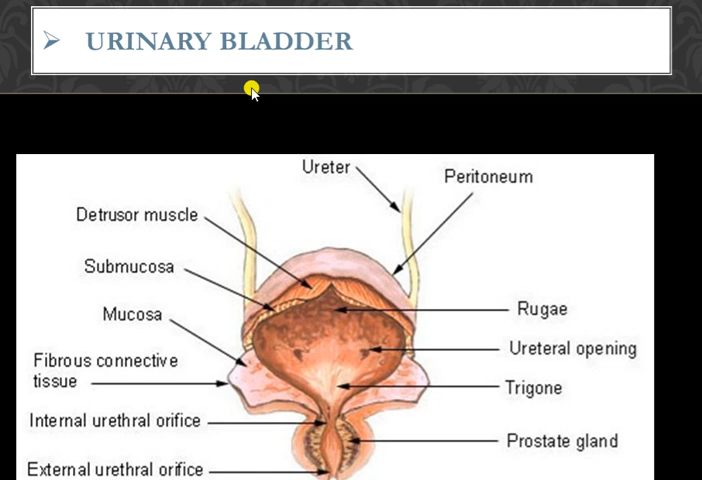 URINARY BLADDER
Ureter
Peritoneum
Detrusor muscle
Submucosa
Mucosa
Rugae
Fibrous connective
tissue
Ureteral opening
Trigone
Internal urethral orifice
Prostate gland
External urethral orifice